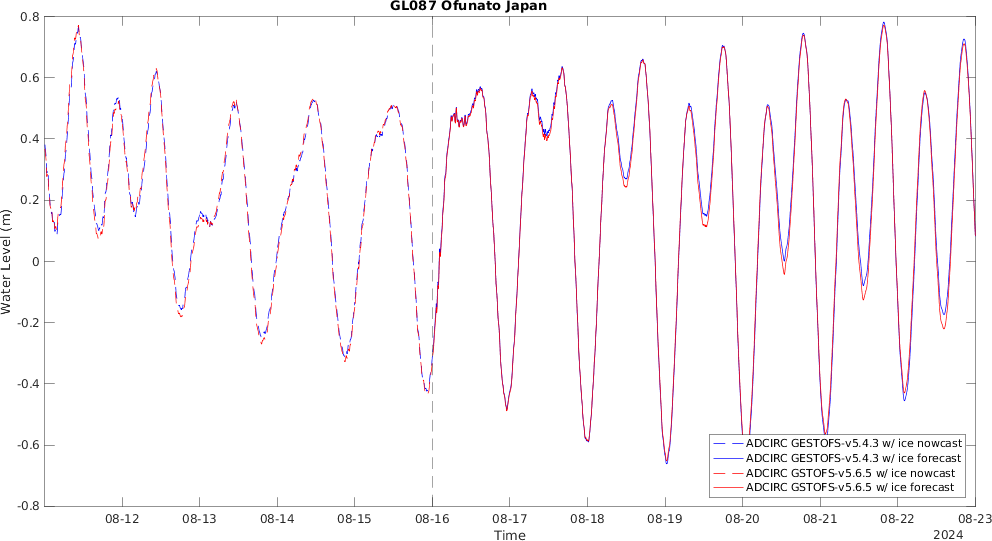 GL087 Ofunato Japan
0.8
0.6
0.4
0.2
0
-0.2
-0.4
-0.6
-0.8
Water Level (m)
ADCIRC GESTOFS-v5.4.3 w/ ice nowcast
ADCIRC GESTOFS-v5.4.3 w/ ice forecast
ADCIRC GSTOFS-v5.6.5 w/ ice nowcast
ADCIRC GSTOFS-v5.6.5 w/ ice forecast
08-12 08-13 08-14 08-15 08-16 08-17 08-18 08-19 08-20 08-21 08-22 08-23
Time
2024